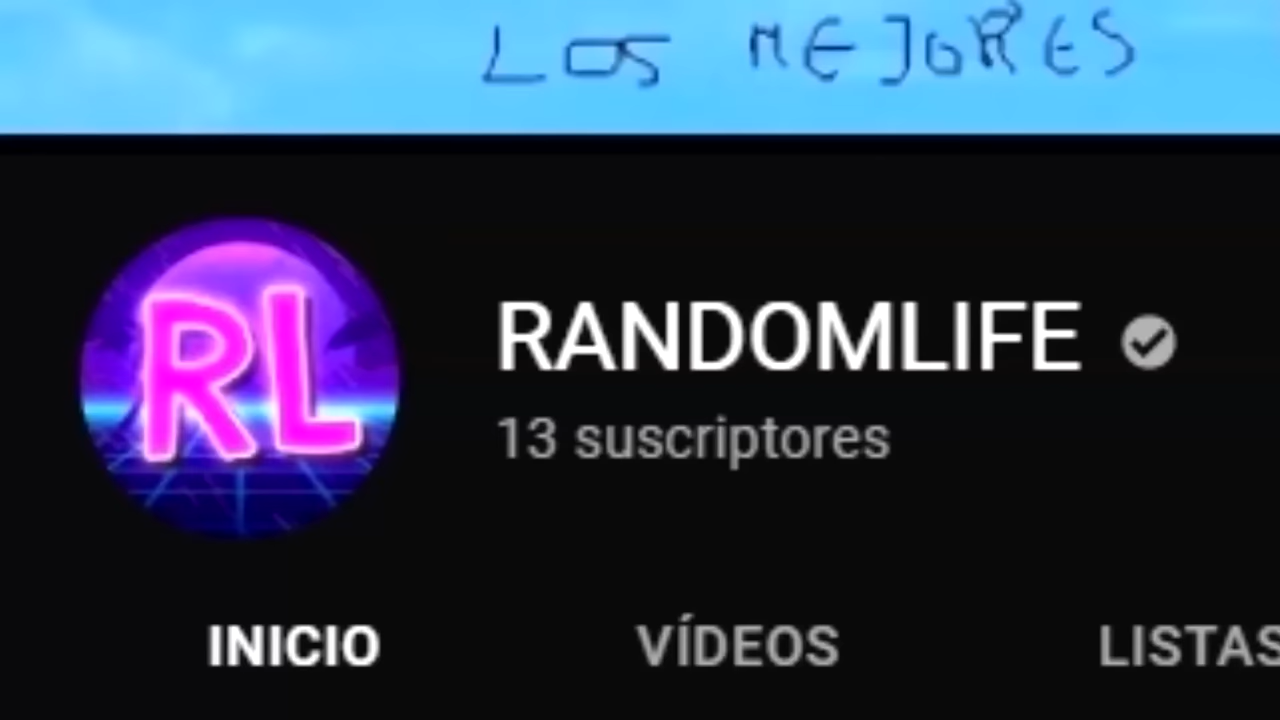 LOS MEJORES
RL
RANDOMLIFE
13 suscriptores
INICIO VÍDEOS LISTAS